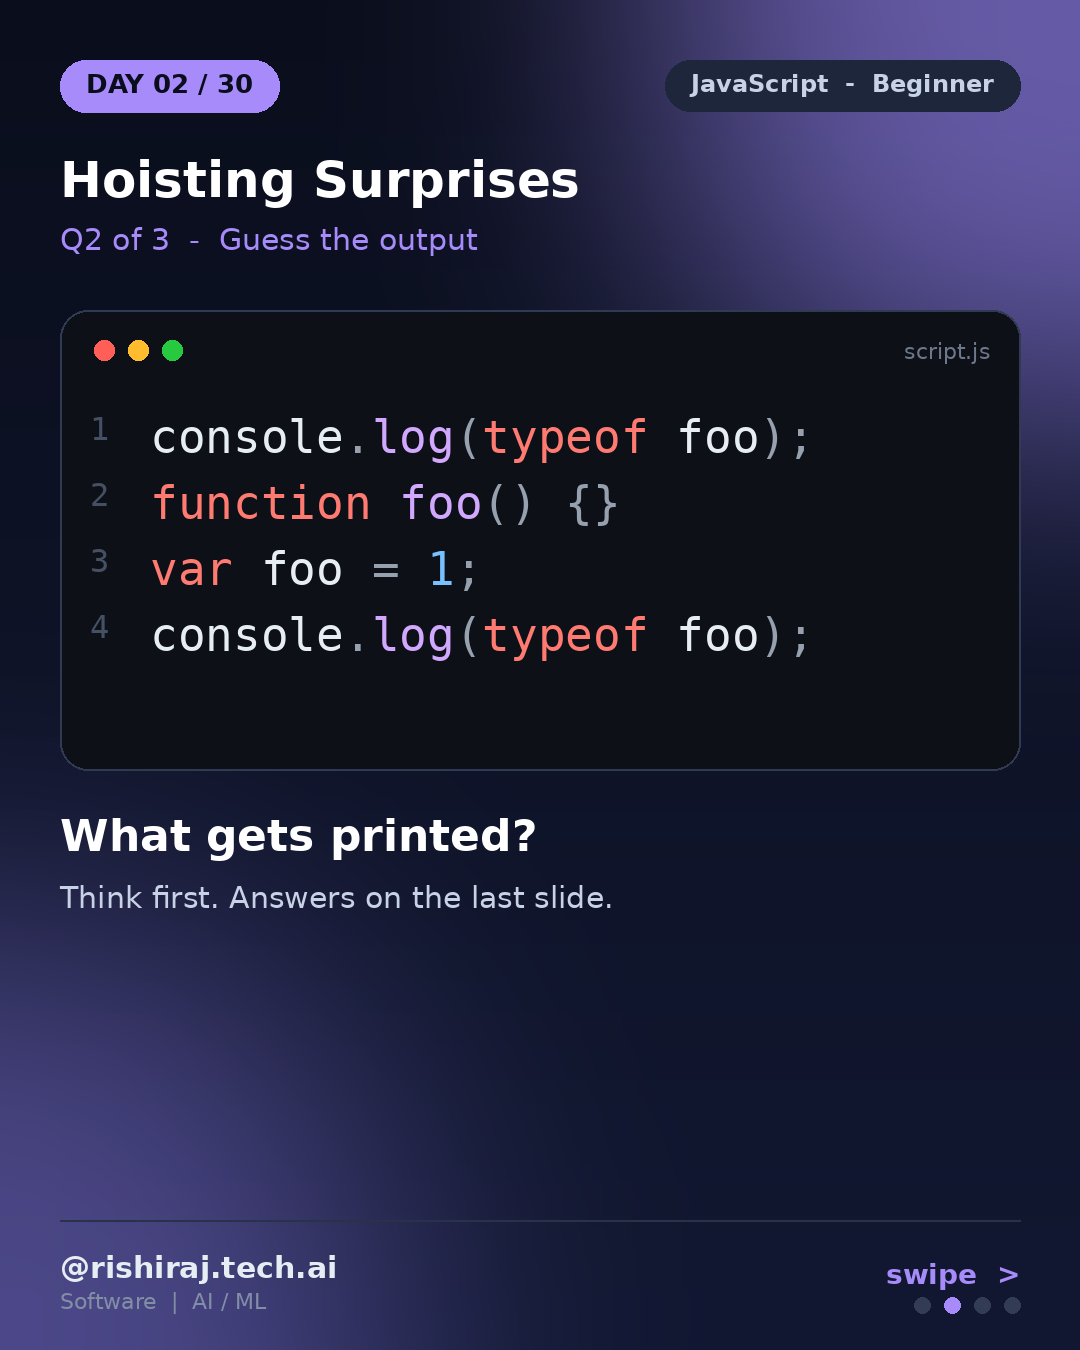 DAY 02 / 30
JavaScript - Beginner
Hoisting Surprises
Q2 of 3 - Guess the output
script.js
1 console.log(typeof foo);
2 function foo() {}
3 var foo = 1;
4 console.log(typeof foo);
What gets printed?
Think first. Answers on the last slide.
@rishiraj.tech.ai
Software | AI / ML
swipe >